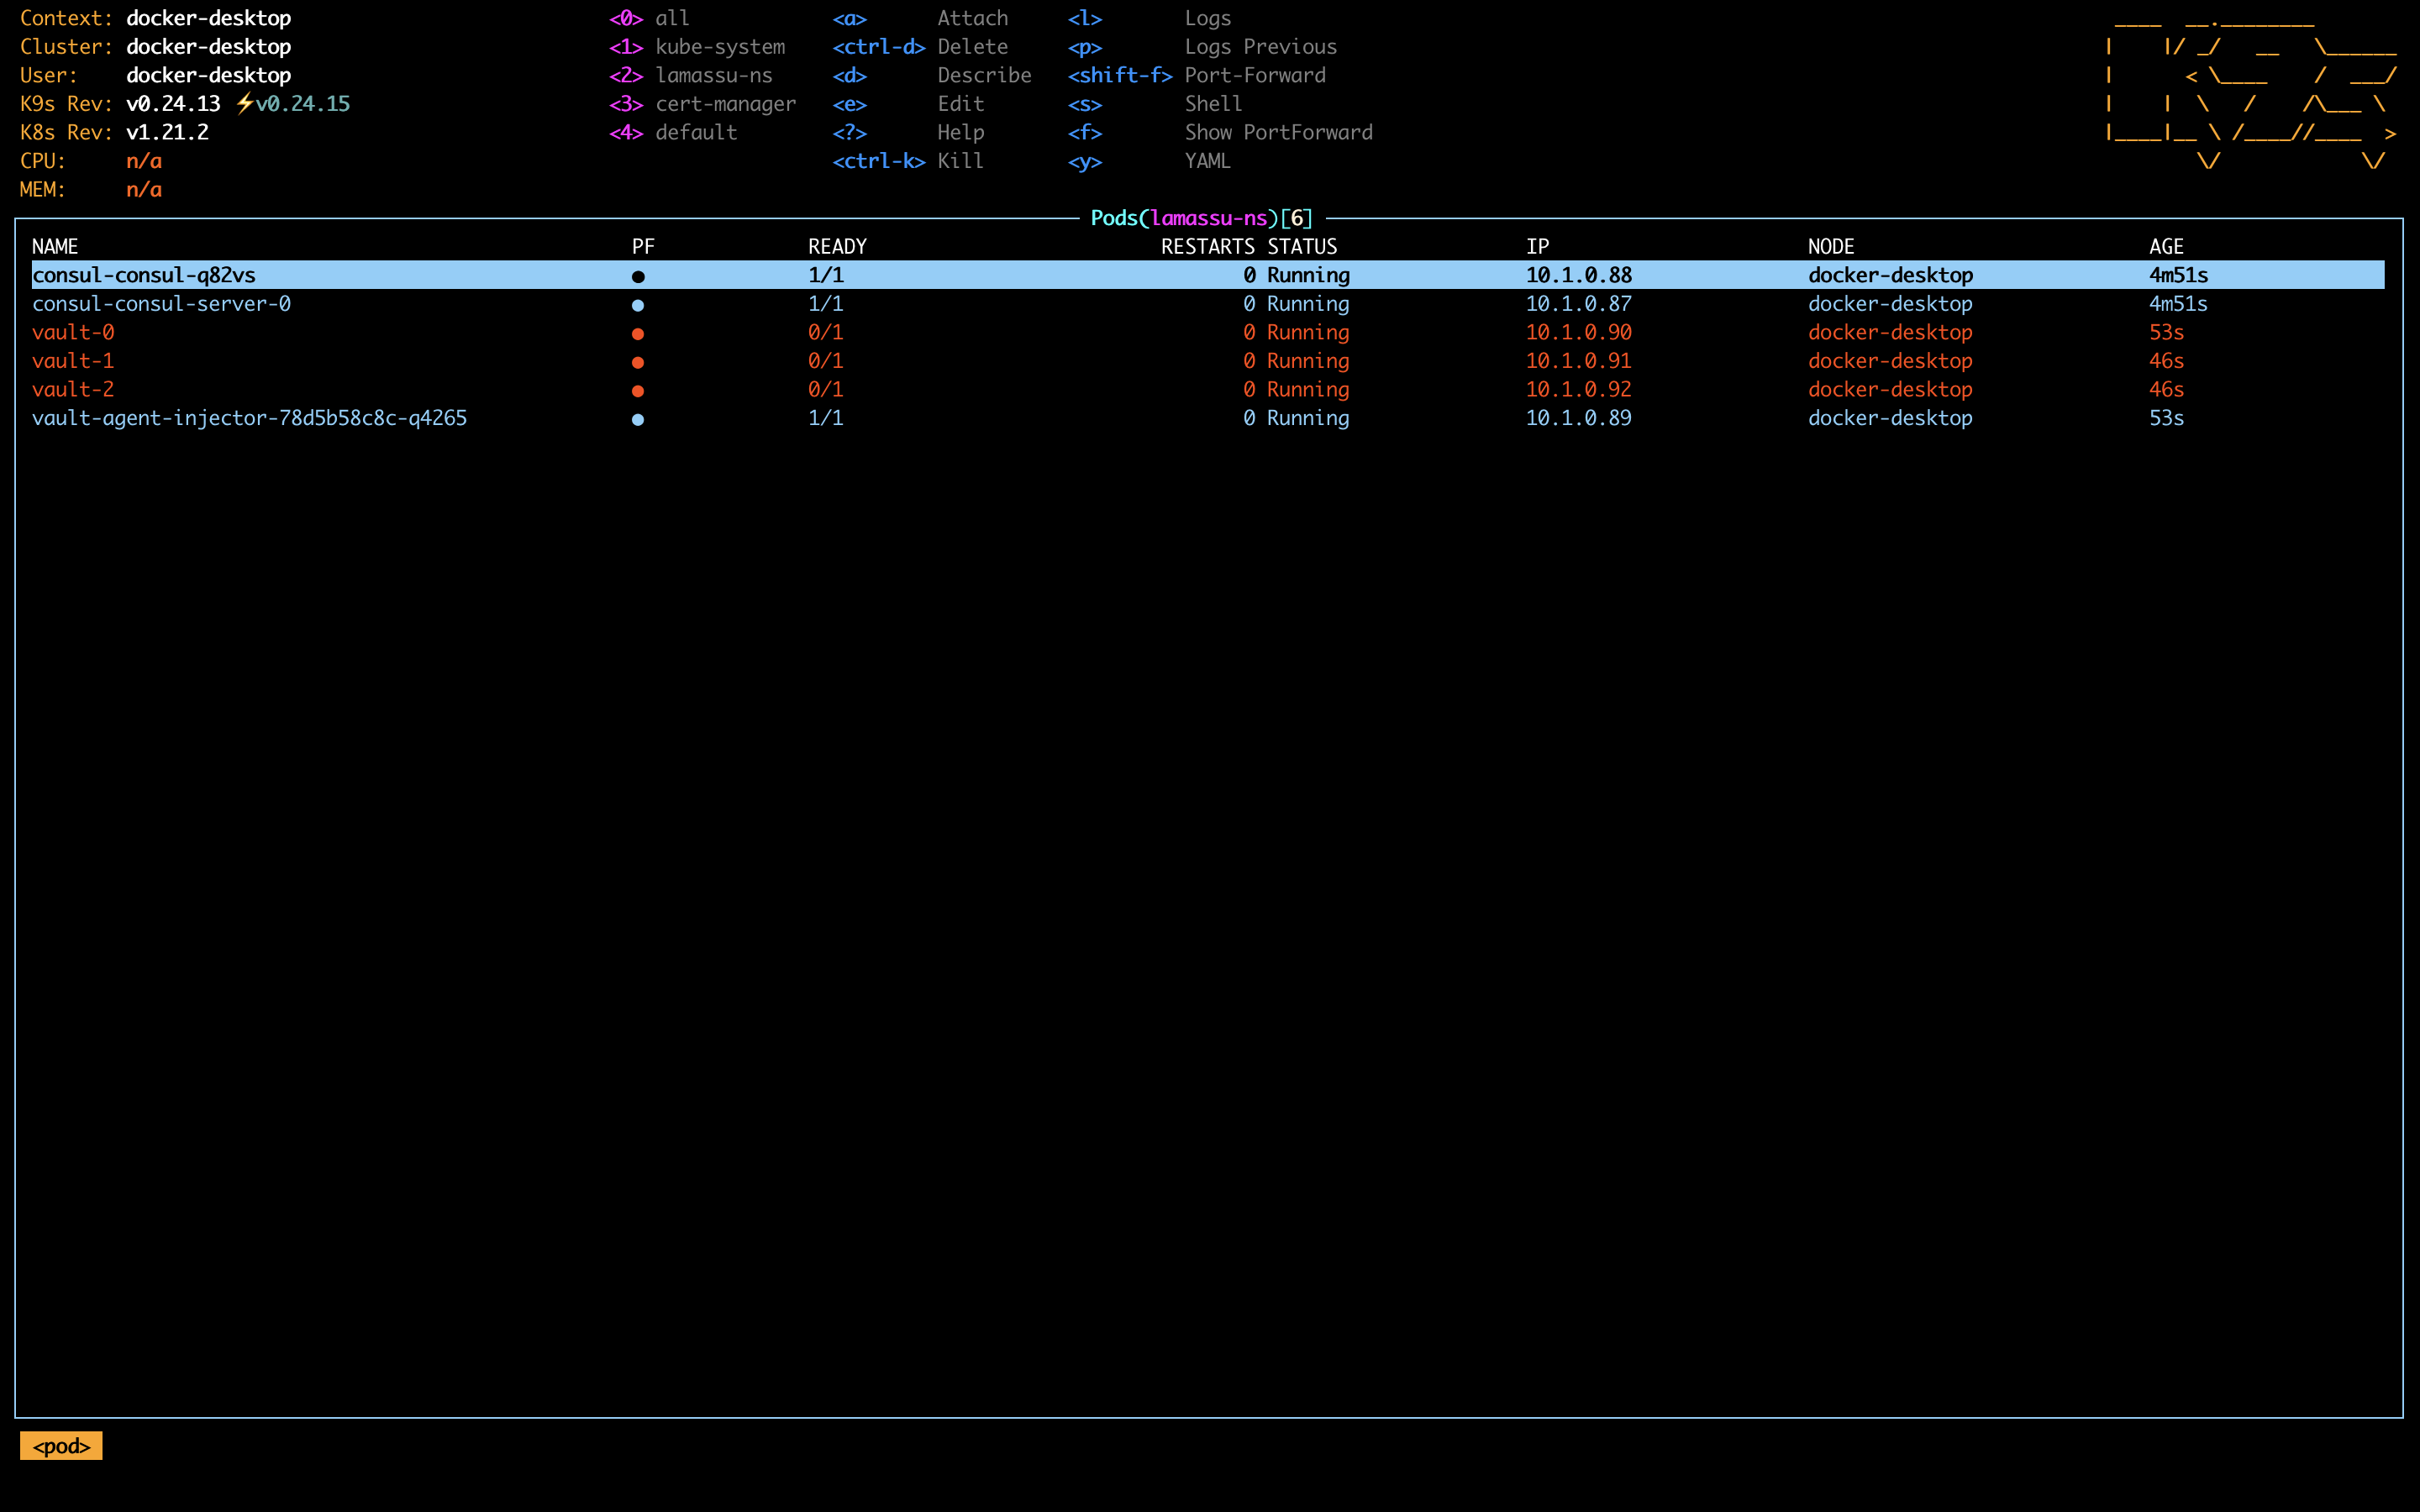 Context: docker-desktop <0> all <a> Attach <l> Logs
Cluster: docker-desktop <1> kube-system <ctrl-d> Delete <p> Logs Previous
User: docker-desktop <2> lamassu-ns <d> Describe <shift-f> Port-Forward
K9s Rev: v0.24.13 ⚡v0.24.15 <3> cert-manager <e> Edit <s> Shell
K8s Rev: v1.21.2 <4> default <?> Help <f> Show PortForward
CPU: n/a <ctrl-k> Kill <y> YAML
MEM: n/a
Pods(lamassu-ns)[6]
NAME PF READY RESTARTS STATUS IP NODE AGE
consul-consul-q82vs ● 1/1 0 Running 10.1.0.88 docker-desktop 4m51s
consul-consul-server-0 ● 1/1 0 Running 10.1.0.87 docker-desktop 4m51s
vault-0 ● 0/1 0 Running 10.1.0.90 docker-desktop 53s
vault-1 ● 0/1 0 Running 10.1.0.91 docker-desktop 46s
vault-2 ● 0/1 0 Running 10.1.0.92 docker-desktop 46s
vault-agent-injector-78d5b58c8c-q4265 ● 1/1 0 Running 10.1.0.89 docker-desktop 53s
<pod>